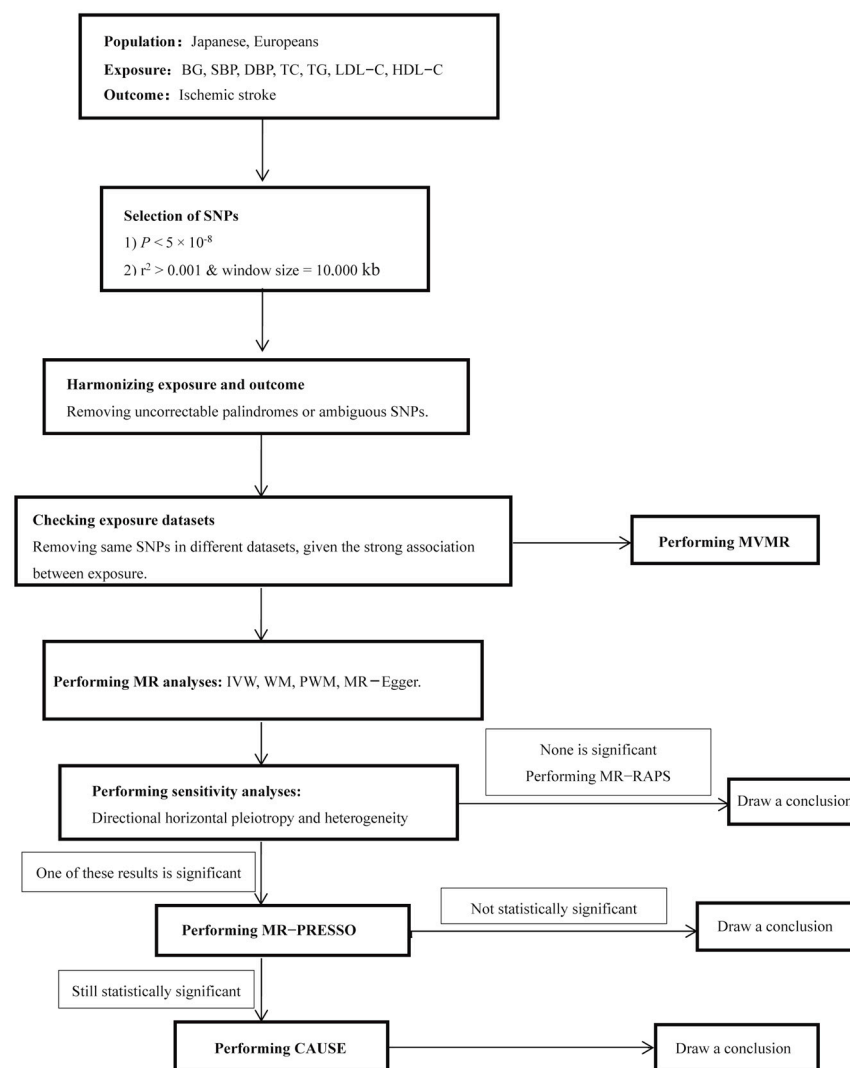 Population: Japanese, Europeans
Exposure: BG, SBP, DBP, TC, TG, LDL−C, HDL−C
Outcome: Ischemic stroke
Selection of SNPs
1) P < 5 × 10⁻⁸
2) r² > 0.001 & window size = 10.000 kb
Harmonizing exposure and outcome
Removing uncorrectable palindromes or ambiguous SNPs.
Checking exposure datasets
Removing same SNPs in different datasets, given the strong association
between exposure.
Performing MVMR
Performing MR analyses: IVW, WM, PWM, MR−Egger.
None is significant
Performing MR−RAPS
Performing sensitivity analyses:
Directional horizontal pleiotropy and heterogeneity
Draw a conclusion
One of these results is significant
Not statistically significant
Performing MR−PRESSO
Draw a conclusion
Still statistically significant
Performing CAUSE
Draw a conclusion